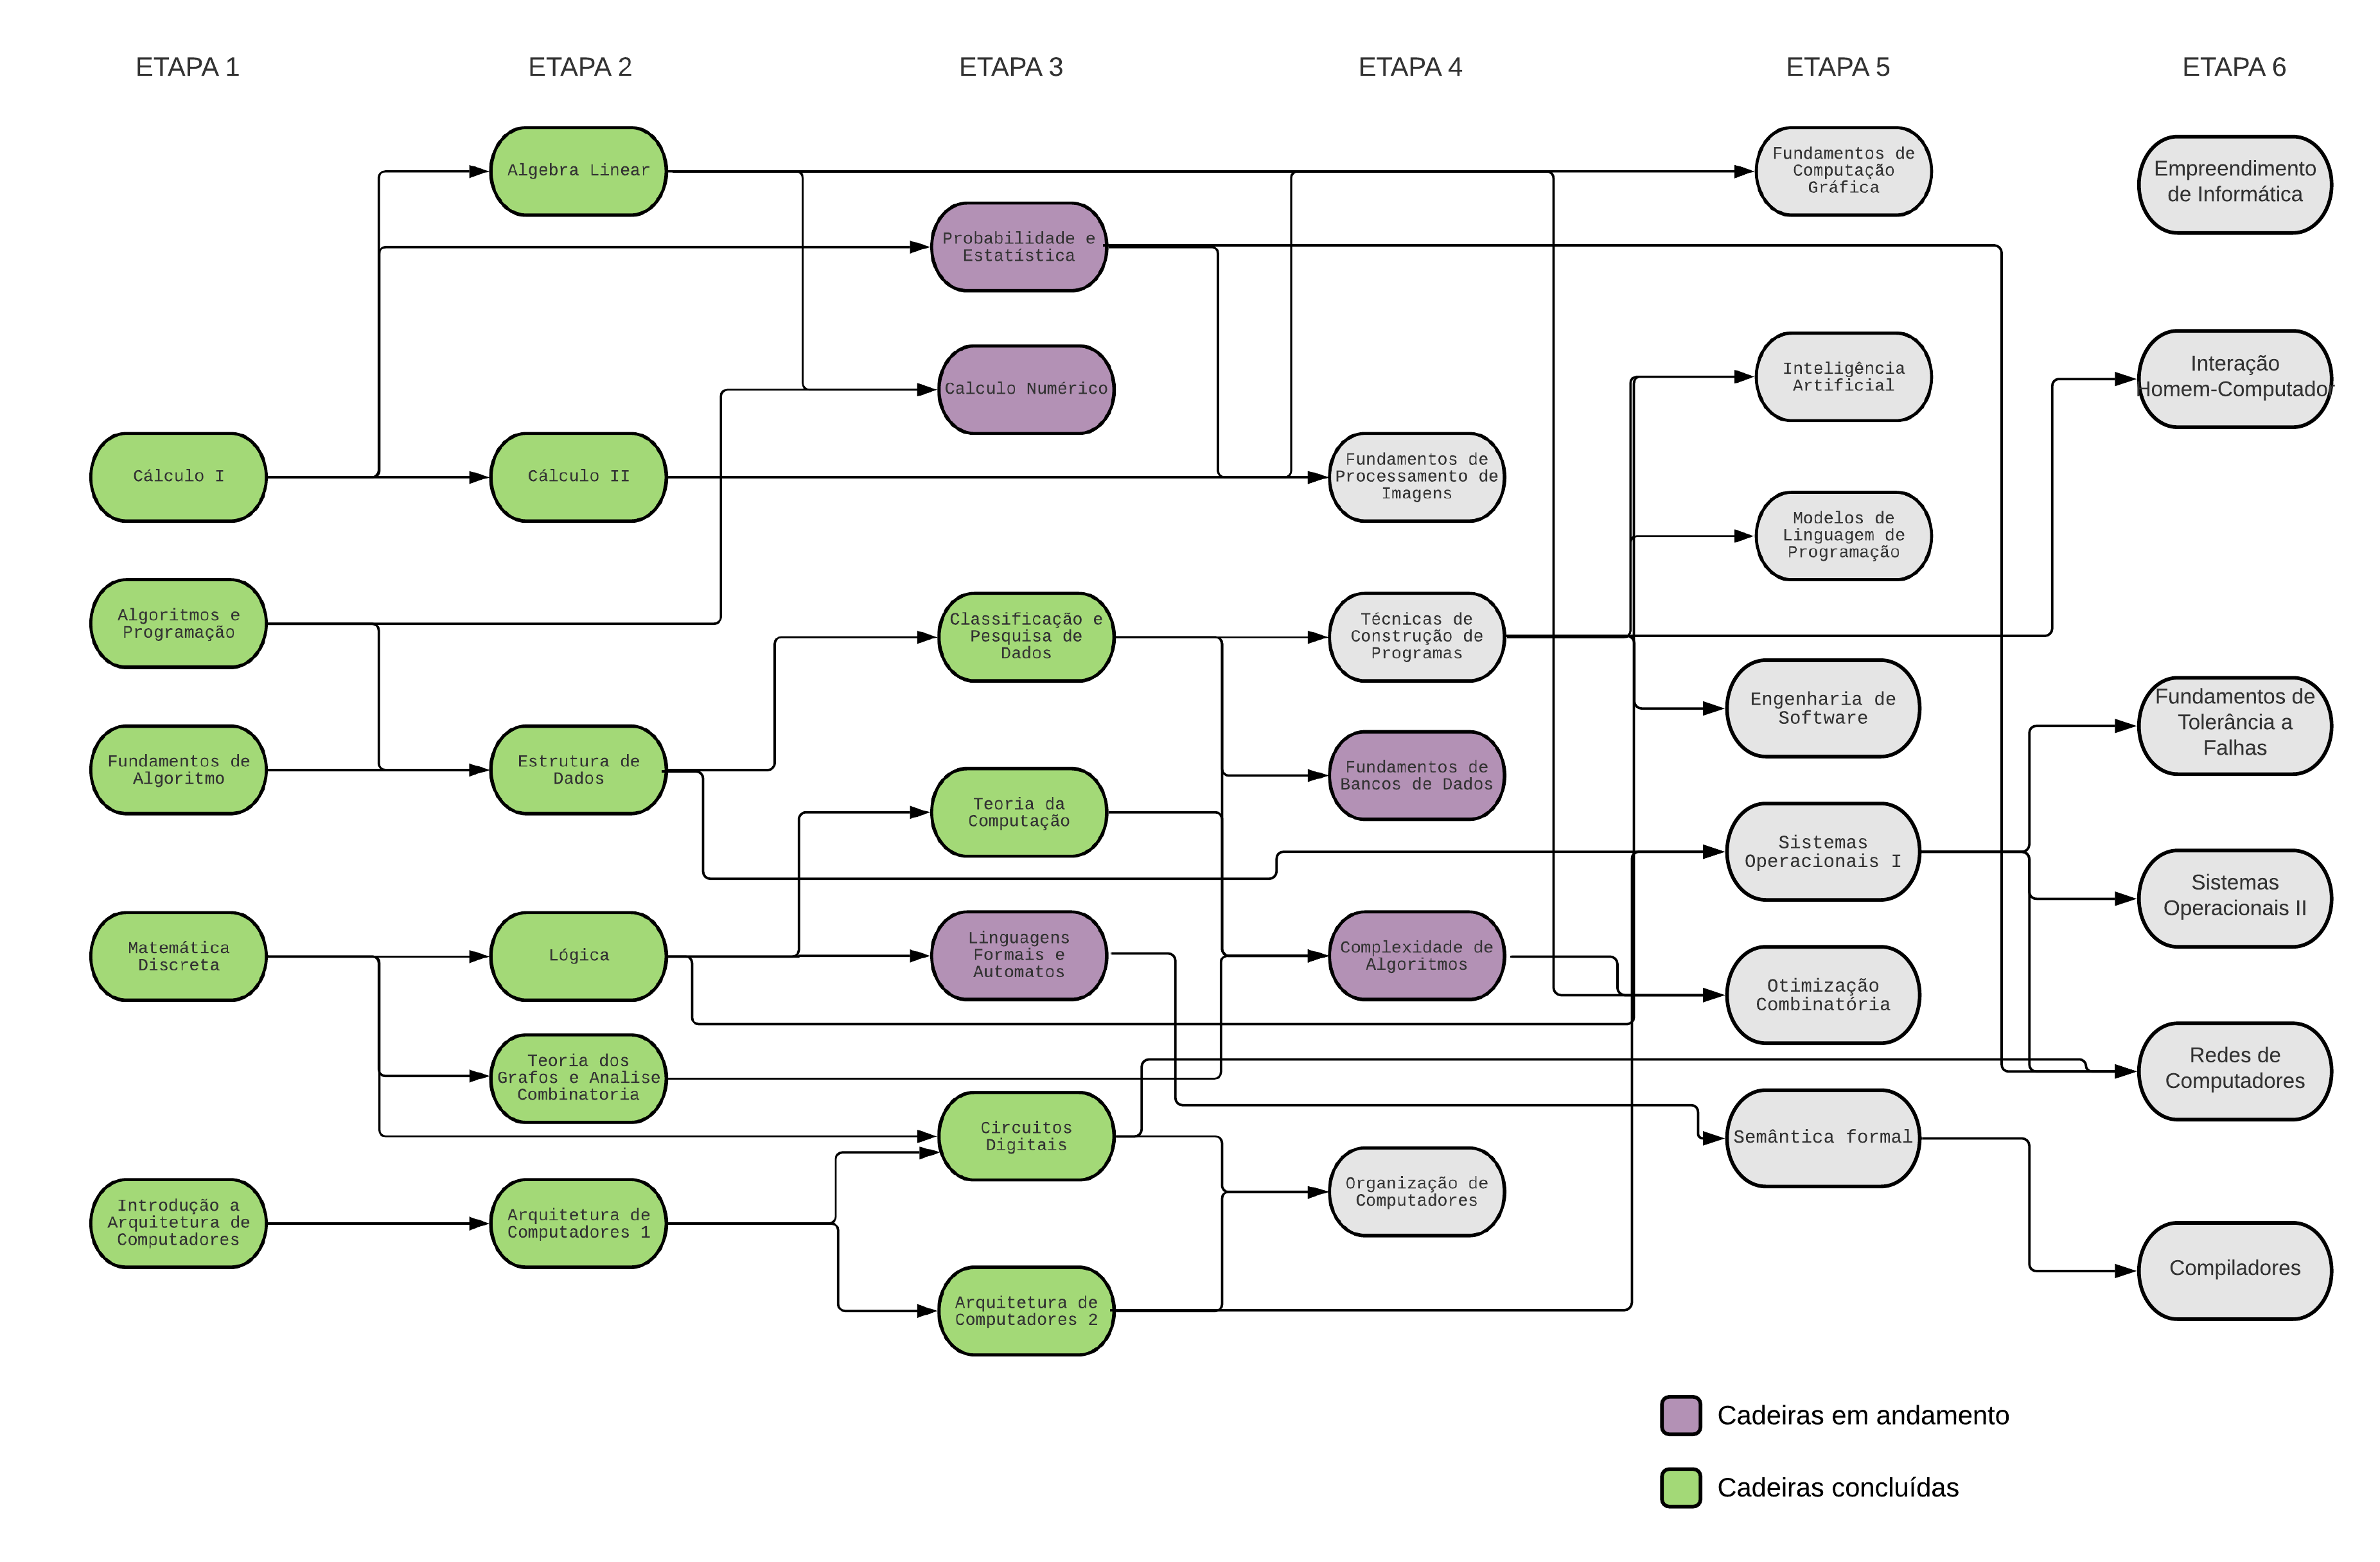 ETAPA 1
ETAPA 2
ETAPA 3
ETAPA 4
ETAPA 5
ETAPA 6
Cálculo I
Algoritmos e
Programação
Fundamentos de
Algoritmo
Matemática
Discreta
Introdução a
Arquitetura de
Computadores
Algebra Linear
Cálculo II
Estrutura de
Dados
Lógica
Teoria dos
Grafos e Analise
Combinatoria
Arquitetura de
Computadores 1
Probabilidade e
Estatística
Calculo Numérico
Classificação e
Pesquisa de
Dados
Teoria da
Computação
Linguagens
Formais e
Automatos
Circuitos
Digitais
Arquitetura de
Computadores 2
Fundamentos de
Processamento de
Imagens
Técnicas de
Construção de
Programas
Fundamentos de
Bancos de Dados
Complexidade de
Algoritmos
Organização de
Computadores
Fundamentos de
Computação
Gráfica
Inteligência
Artificial
Modelos de
Linguagem de
Programação
Engenharia de
Software
Sistemas
Operacionais I
Otimização
Combinatória
Semântica formal
Empreendimento
de Informática
Interação
Homem-Computador
Fundamentos de
Tolerância a
Falhas
Sistemas
Operacionais II
Redes de
Computadores
Compiladores
Cadeiras em andamento
Cadeiras concluídas